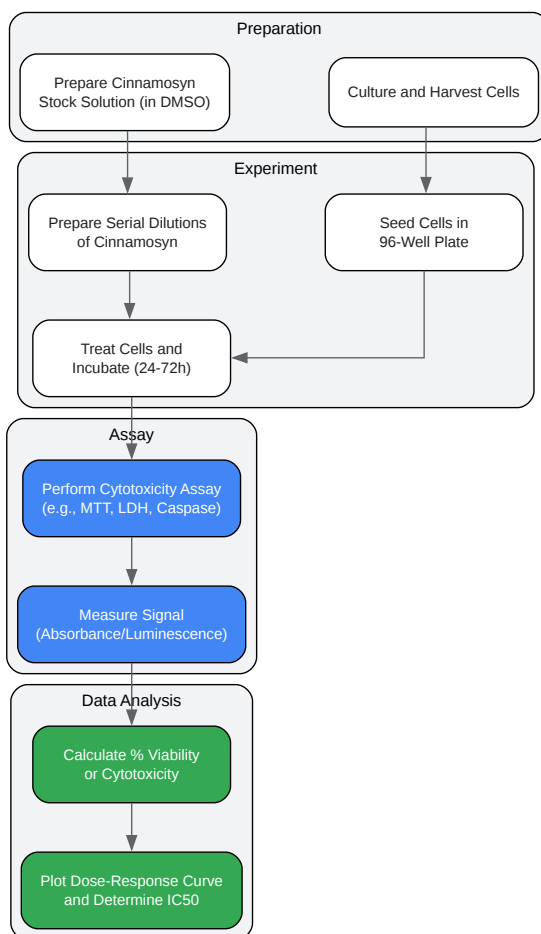 Preparation
Prepare Cinnamosyn
Stock Solution (in DMSO)
Culture and Harvest Cells
Experiment
Prepare Serial Dilutions
of Cinnamosyn
Seed Cells in
96-Well Plate
Treat Cells and
Incubate (24-72h)
Assay
Perform Cytotoxicity Assay
(e.g., MTT, LDH, Caspase)
Measure Signal
(Absorbance/Luminescence)
Data Analysis
Calculate % Viability
or Cytotoxicity
Plot Dose-Response Curve
and Determine IC50